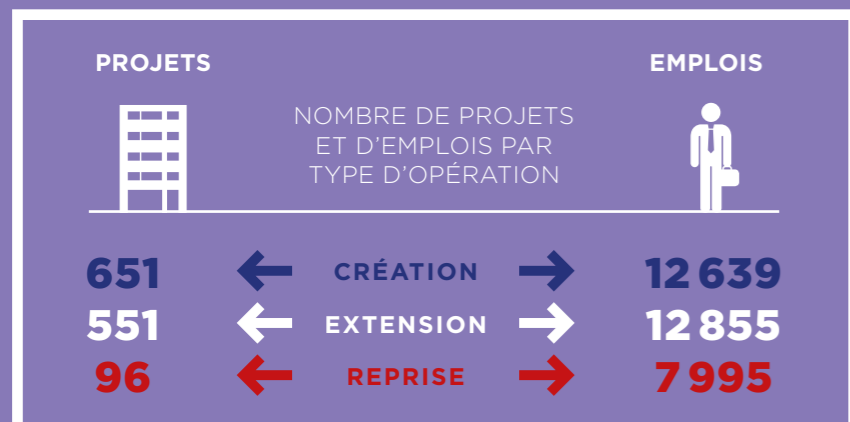 PROJETS
EMPLOIS
NOMBRE DE PROJETS
ET D’EMPLOIS PAR
TYPE D’OPÉRATION
651 CRÉATION 12 639
551 EXTENSION 12 855
96 REPRISE 7 995